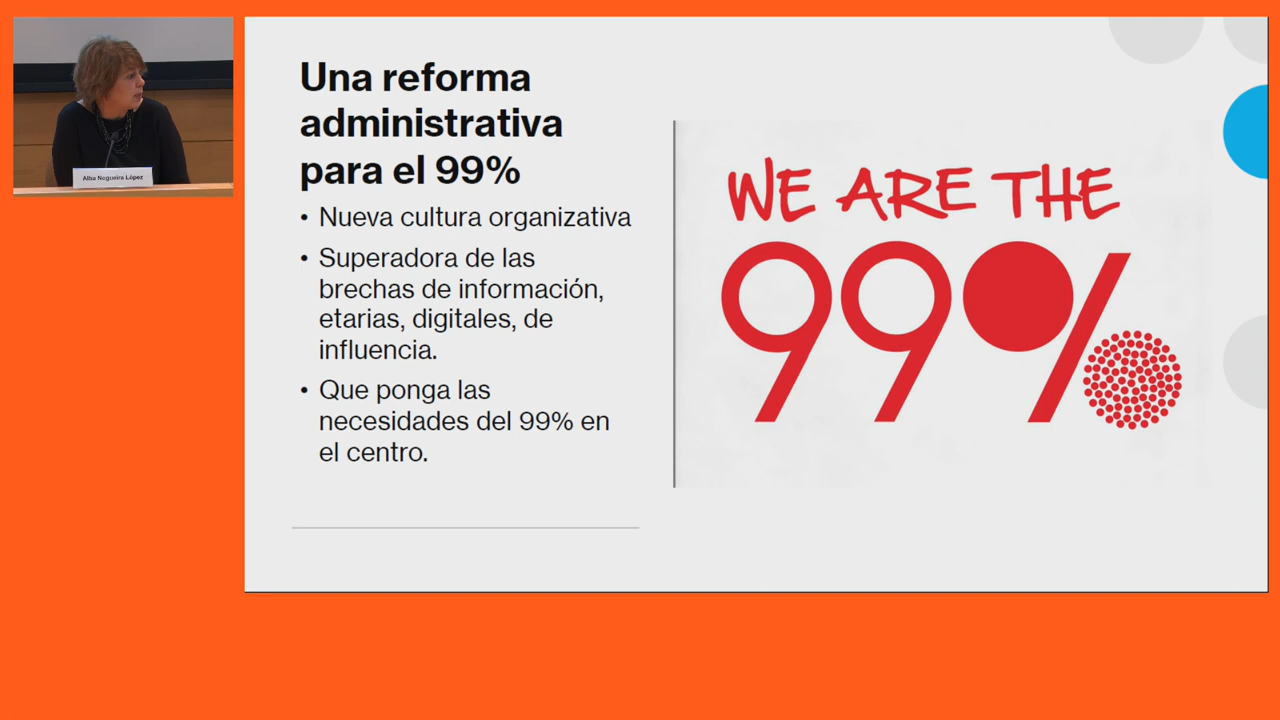 Alba Nogueira López
Una reforma
administrativa
para el 99%
• Nueva cultura organizativa
• Superadora de las
brechas de información,
etarias, digitales, de
influencia.
• Que ponga las
necesidades del 99% en
el centro.
WE ARE THE
99%